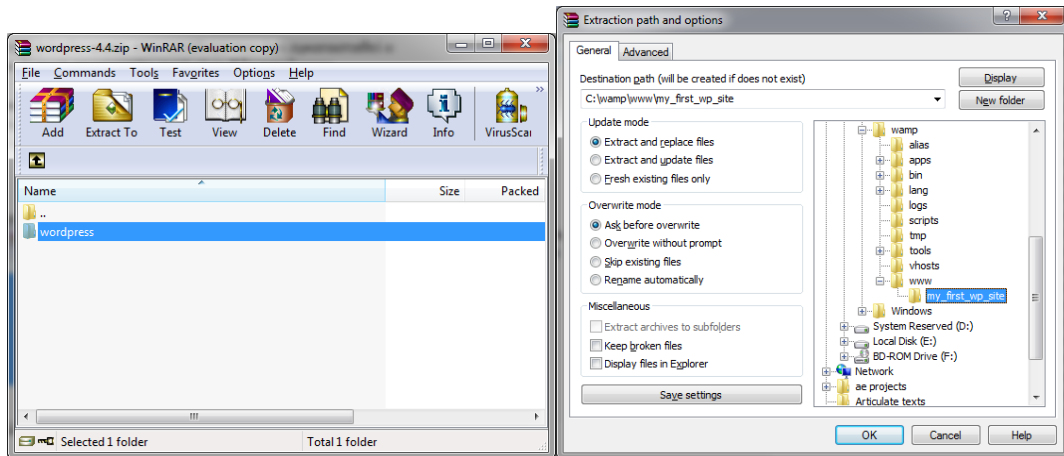 wordpress-4.4.zip - WinRAR (evaluation copy)
File Commands Tools Favorites Options Help
Add Extract To Test View Delete Find Wizard Info VirusScan
Name Size Packed
..
wordpress
Selected 1 folder Total 1 folder
Extraction path and options
General Advanced
Destination path (will be created if does not exist)
Display
C:\wamp\www\my_first_wp_site
New folder
Update mode
Extract and replace files
Extract and update files
Fresh existing files only
Overwrite mode
Ask before overwrite
Overwrite without prompt
Skip existing files
Rename automatically
Miscellaneous
Extract archives to subfolders
Keep broken files
Display files in Explorer
Save settings
wamp
alias
apps
bin
lang
logs
scripts
tmp
tools
vhosts
www
my_first_wp_site
Windows
System Reserved (D:)
Local Disk (E:)
BD-ROM Drive (F:)
Network
ae projects
Articulate texts
OK Cancel Help